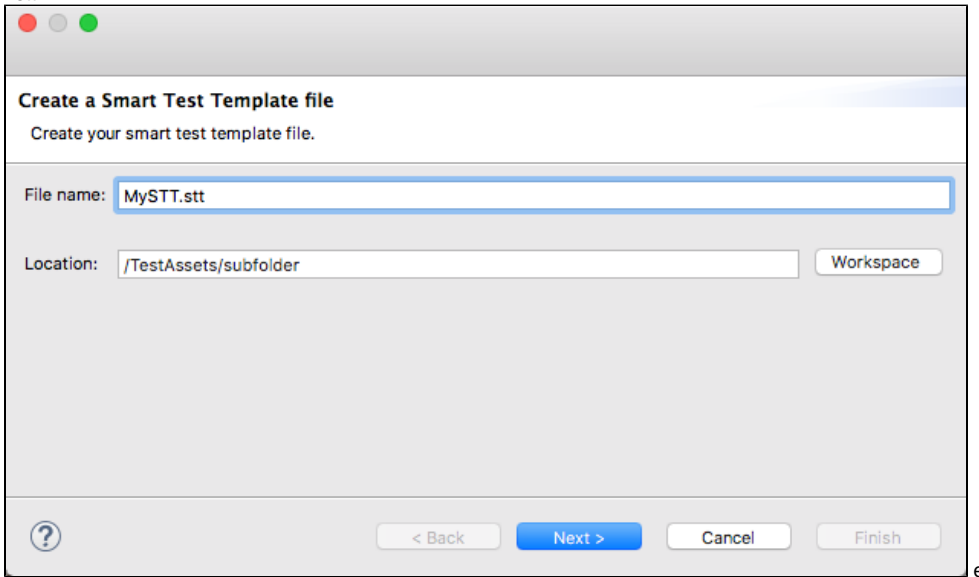 Create a Smart Test Template file
Create your smart test template file.
File name: MySTT.stt
Location: /TestAssets/subfolder Workspace
? < Back Next > Cancel Finish